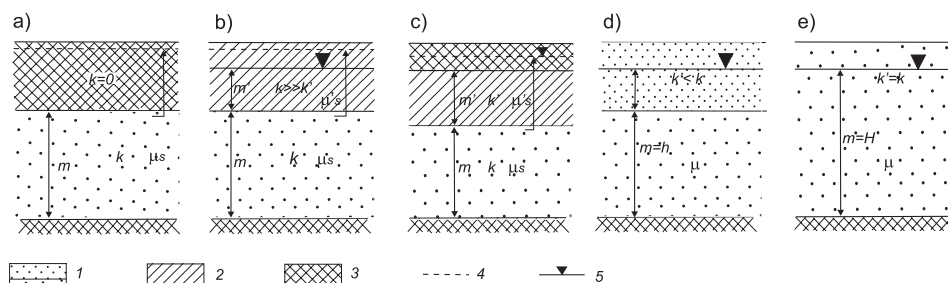 a)
b)
c)
d)
e)
k=0
m' k>>k' μ's
m' k' μ's
k'<k
k'=k
m k μs
m k μs
m k μs
m=h μ
m=H μ
1
2
3
4
5